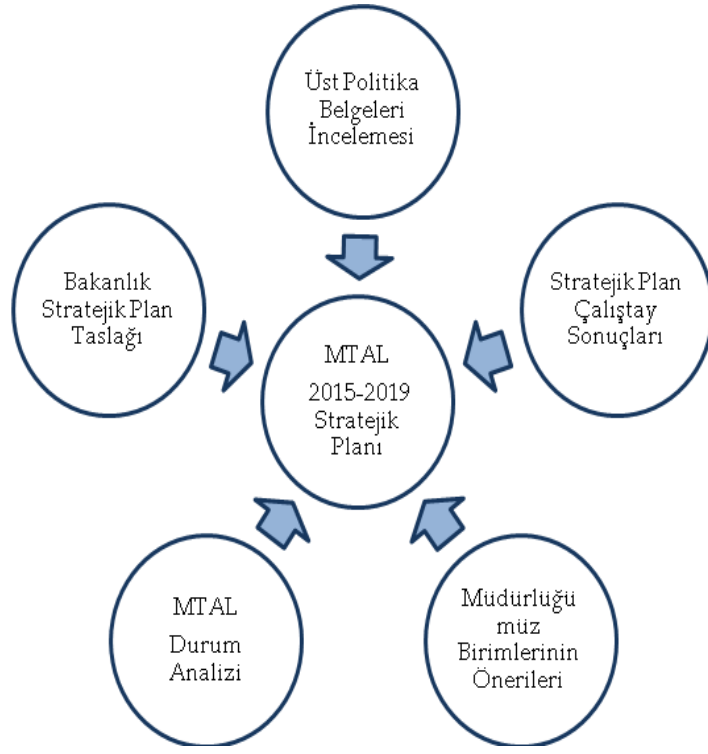 Üst Politika
Belgeleri
İncelemesi
Bakanlık
Stratejik Plan
Taslağı
Stratejik Plan
Çalıştay
Sonuçları
MTAL
2015-2019
Stratejik
Planı
MTAL
Durum
Analizi
Müdürlüğü
müz
Birimlerinin
Önerileri